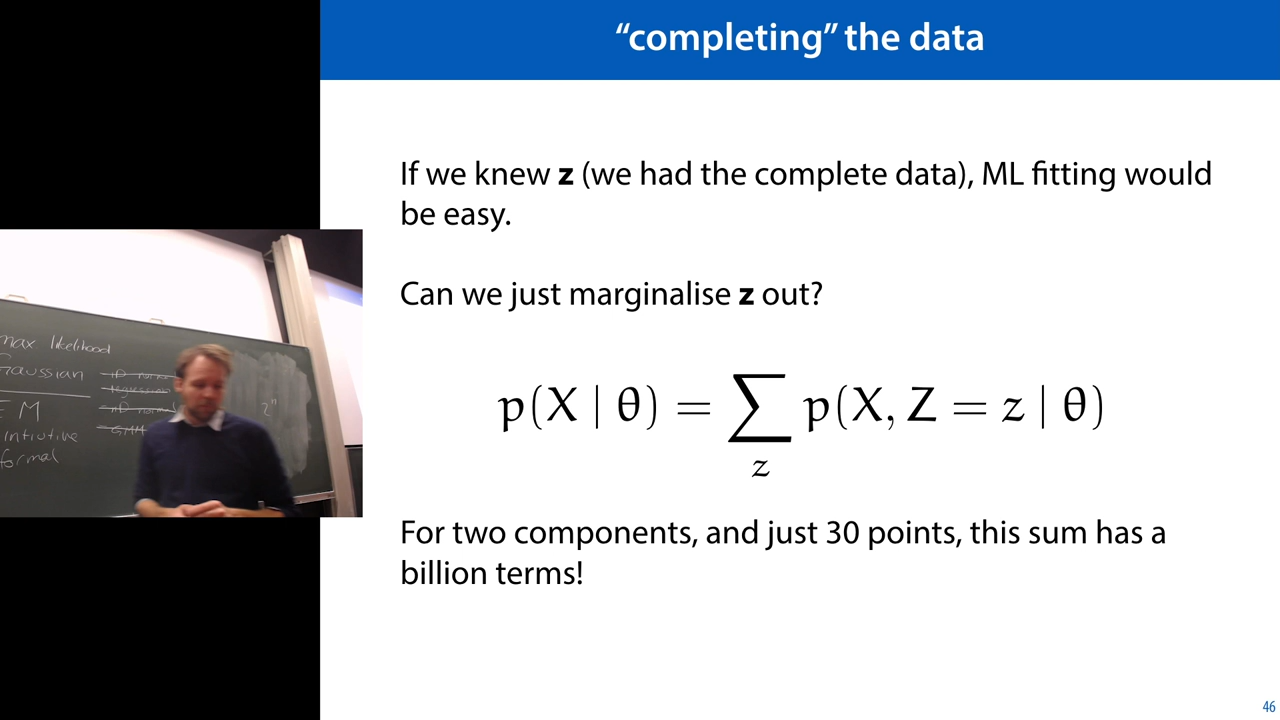 “completing” the data
If we knew z (we had the complete data), ML fitting would
be easy.
Can we just marginalise z out?
p(X | θ) = ∑ p(X, Z = z | θ)
z
For two components, and just 30 points, this sum has a
billion terms!
46
max likelihood
Gaussian
EM
intiutive
formal
2ⁿ